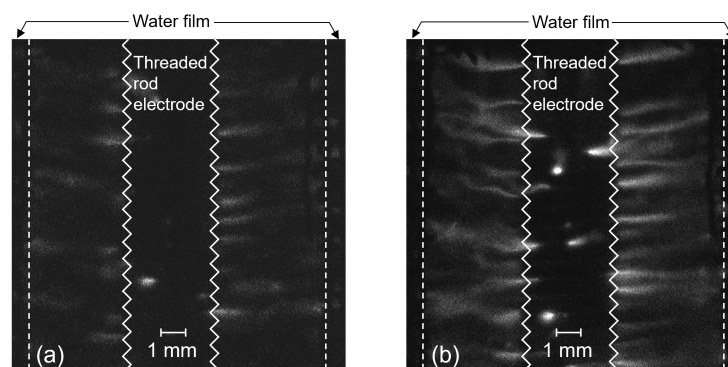 Water film
Threaded
rod
electrode
1 mm
(a)
Water film
Threaded
rod
electrode
1 mm
(b)